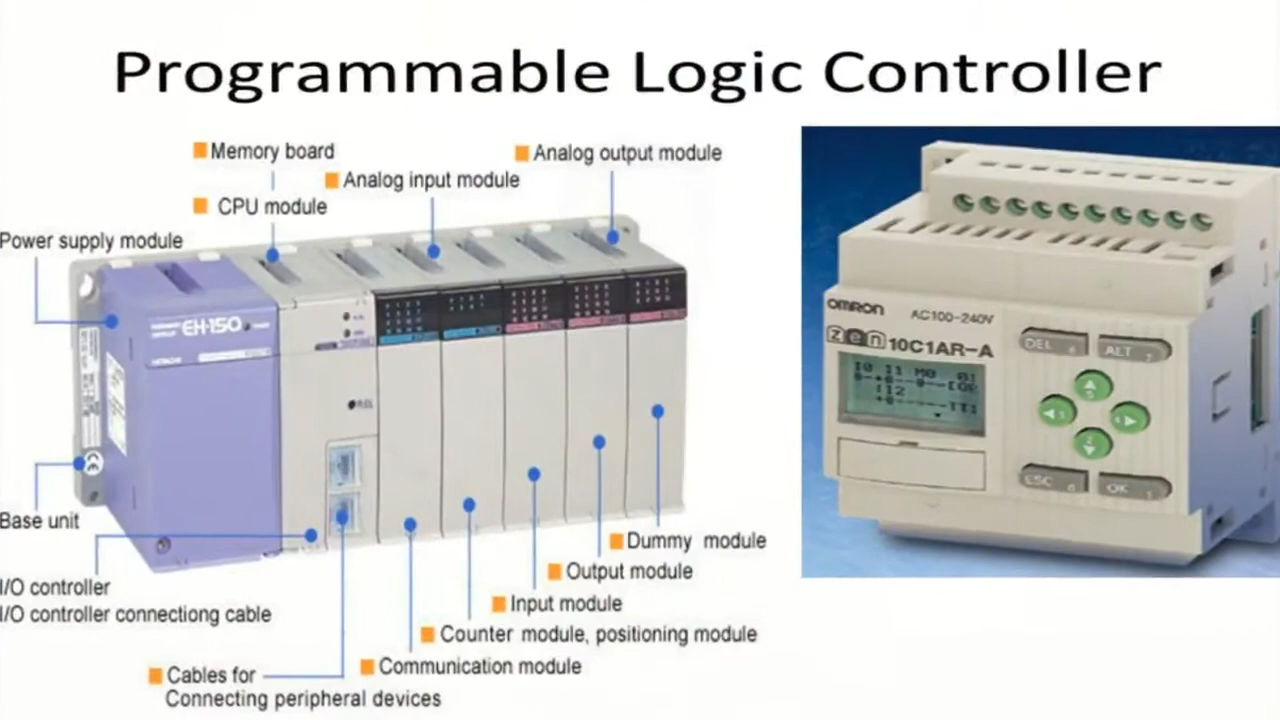 Programmable Logic Controller
Memory board
Analog output module
Analog input module
CPU module
Power supply module
EH-150
HITACHI
Base unit
I/O controller
I/O controller connectiong cable
Dummy module
Output module
Input module
Counter module, positioning module
Communication module
Cables for
Connecting peripheral devices
OMRON
AC100-240V
zen 10C1AR-A
DEL
ALT
ESC
OK